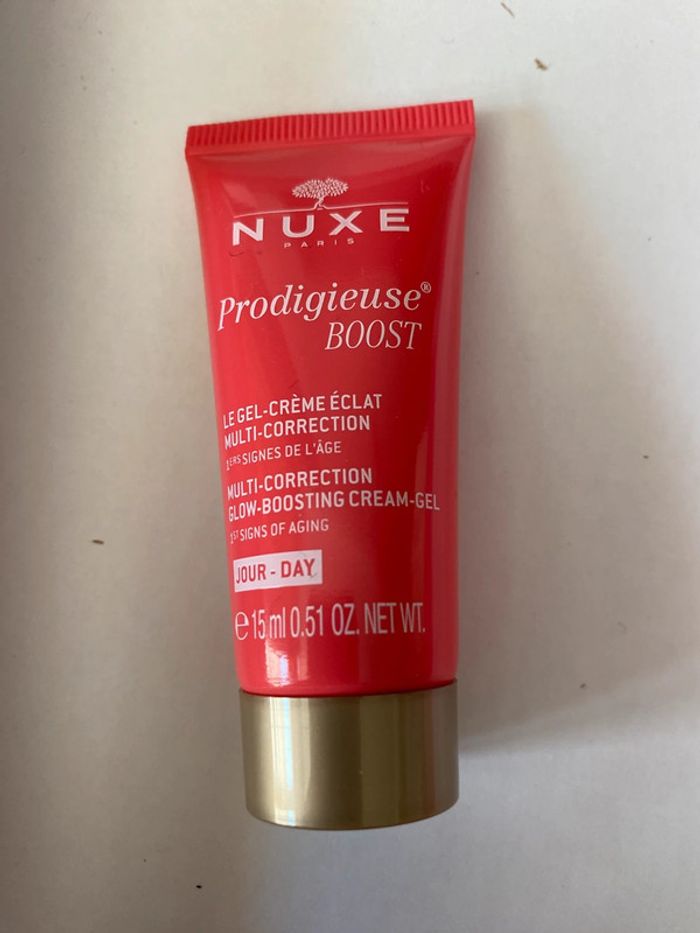 NUXE
PARIS
Prodigieuse®
BOOST
LE GEL-CRÈME ÉCLAT
MULTI-CORRECTION
1ERS SIGNES DE L'ÂGE
MULTI-CORRECTION
GLOW-BOOSTING CREAM-GEL
1ST SIGNS OF AGING
JOUR - DAY
℮ 15 ml 0.51 OZ. NET WT.